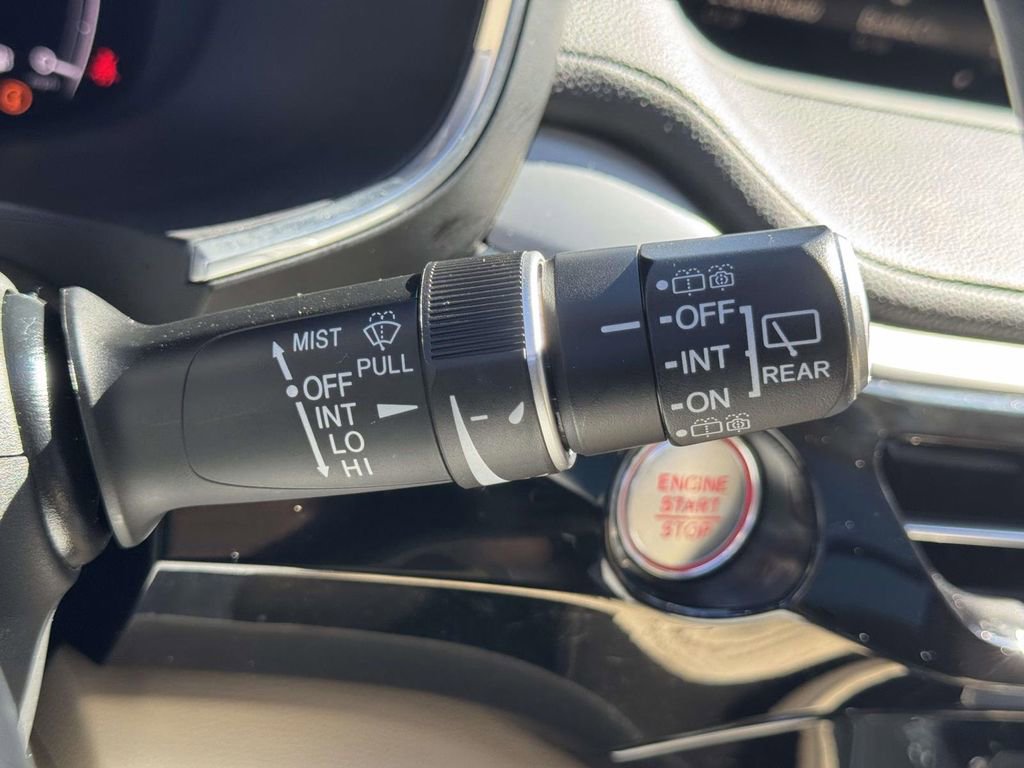 MIST
PULL
OFF
INT
LO
HI
OFF
INT
ON
REAR
ENGINE
START
STOP